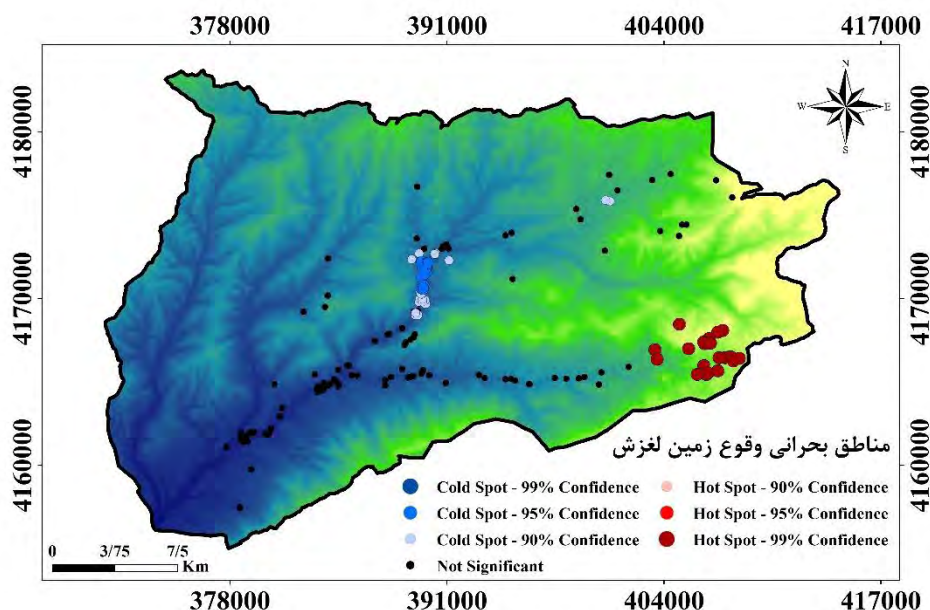 378000 391000 404000 417000
N
W E
S
4180000 4180000
4170000 4170000
4160000 4160000
مناطق بحرانی وقوع زمین لغزش
Cold Spot - 99% Confidence Hot Spot - 90% Confidence
Cold Spot - 95% Confidence Hot Spot - 95% Confidence
Cold Spot - 90% Confidence Hot Spot - 99% Confidence
Not Significant
0 3/75 7/5
Km
378000 391000 404000 417000